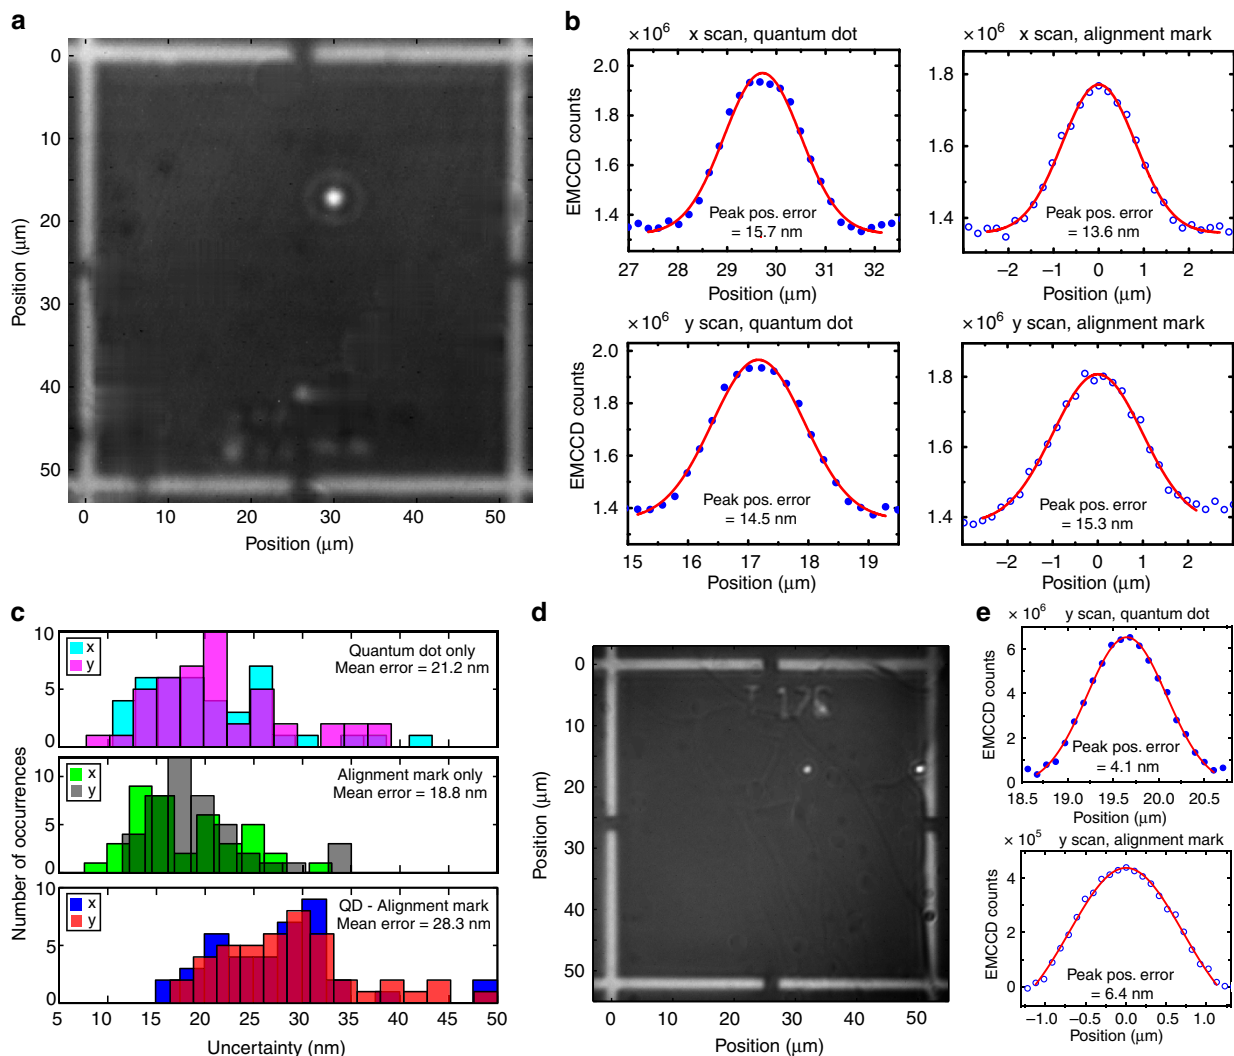 a
0
10
20
30
40
50
Position (μm)
0
10
20
30
40
50
Position (μm)
b
× 10⁶ x scan, quantum dot
2.0
1.8
1.6
1.4
EMCCD counts
Peak pos. error
= 15.7 nm
27 28 29 30 31 32
Position (μm)
× 10⁶ x scan, alignment mark
1.8
1.6
1.4
Peak pos. error
= 13.6 nm
−2 −1 0 1 2
Position (μm)
× 10⁶ y scan, quantum dot
2.0
1.8
1.6
1.4
EMCCD counts
Peak pos. error
= 14.5 nm
15 16 17 18 19
Position (μm)
× 10⁶ y scan, alignment mark
1.8
1.6
1.4
Peak pos. error
= 15.3 nm
−3 −2 −1 0 1 2
Position (μm)
c
Number of occurrences
10
5
0
x
y
Quantum dot only
Mean error = 21.2 nm
10
5
0
x
y
Alignment mark only
Mean error = 18.8 nm
10
5
0
x
y
QD - Alignment mark
Mean error = 28.3 nm
5 10 15 20 25 30 35 40 45 50
Uncertainty (nm)
d
0
10
20
30
40
50
Position (μm)
176
0 10 20 30 40 50
Position (μm)
e
× 10⁶ y scan, quantum dot
6
4
2
0
EMCCD counts
Peak pos. error
= 4.1 nm
18.5 19.0 19.5 20.0 20.5
Position (μm)
× 10⁵ y scan, alignment mark
4
2
0
EMCCD counts
Peak pos. error
= 6.4 nm
−1.0 −0.5 0.0 0.5 1.0
Position (μm)